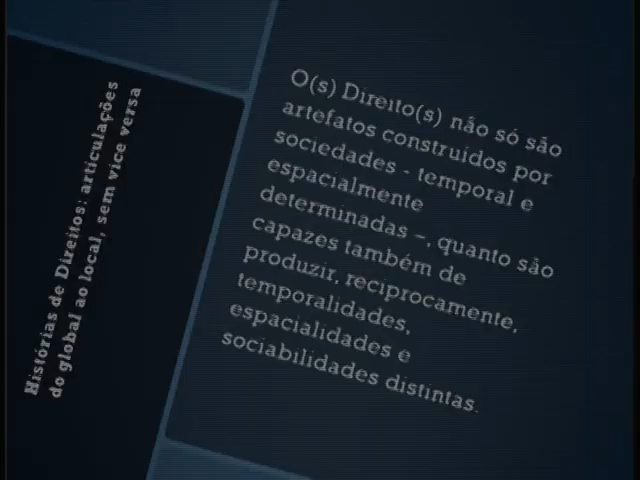 Histórias de Direitos: articulações
do global ao local, sem vice versa
O(s) Direito(s) não só são
artefatos construídos por
sociedades - temporal e
espacialmente
determinadas –, quanto são
capazes também de
produzir, reciprocamente,
temporalidades,
espacialidades e
sociabilidades distintas.